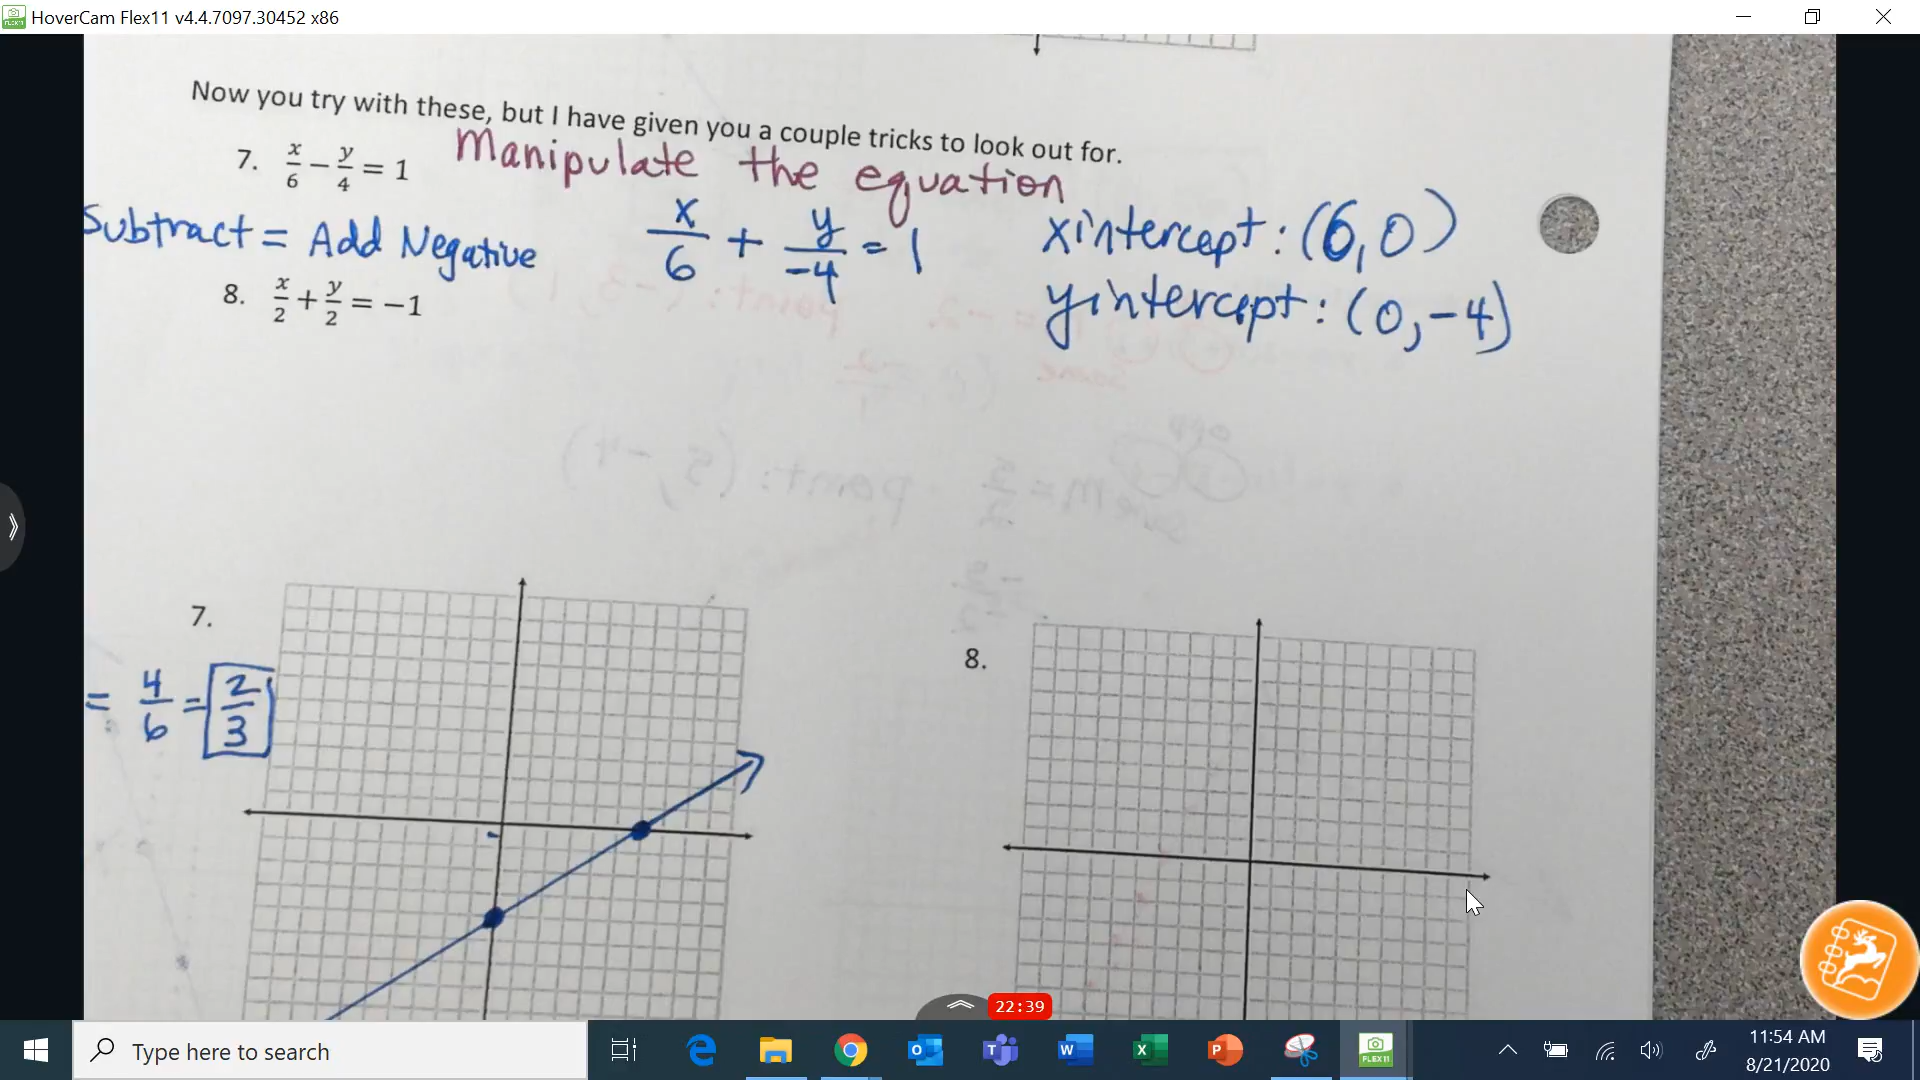 HoverCam Flex11 v4.4.7097.30452 x86
Now you try with these, but I have given you a couple tricks to look out for.
7. x/6 − y/4 = 1
Manipulate the equation
Subtract = Add Negative
x/6 + y/-4 = 1
x intercept: (6,0)
y intercept: (0,-4)
8. x/2 + y/2 = −1
7.
= 4/6 = 2/3
8.
22:39
Type here to search
11:54 AM
8/21/2020